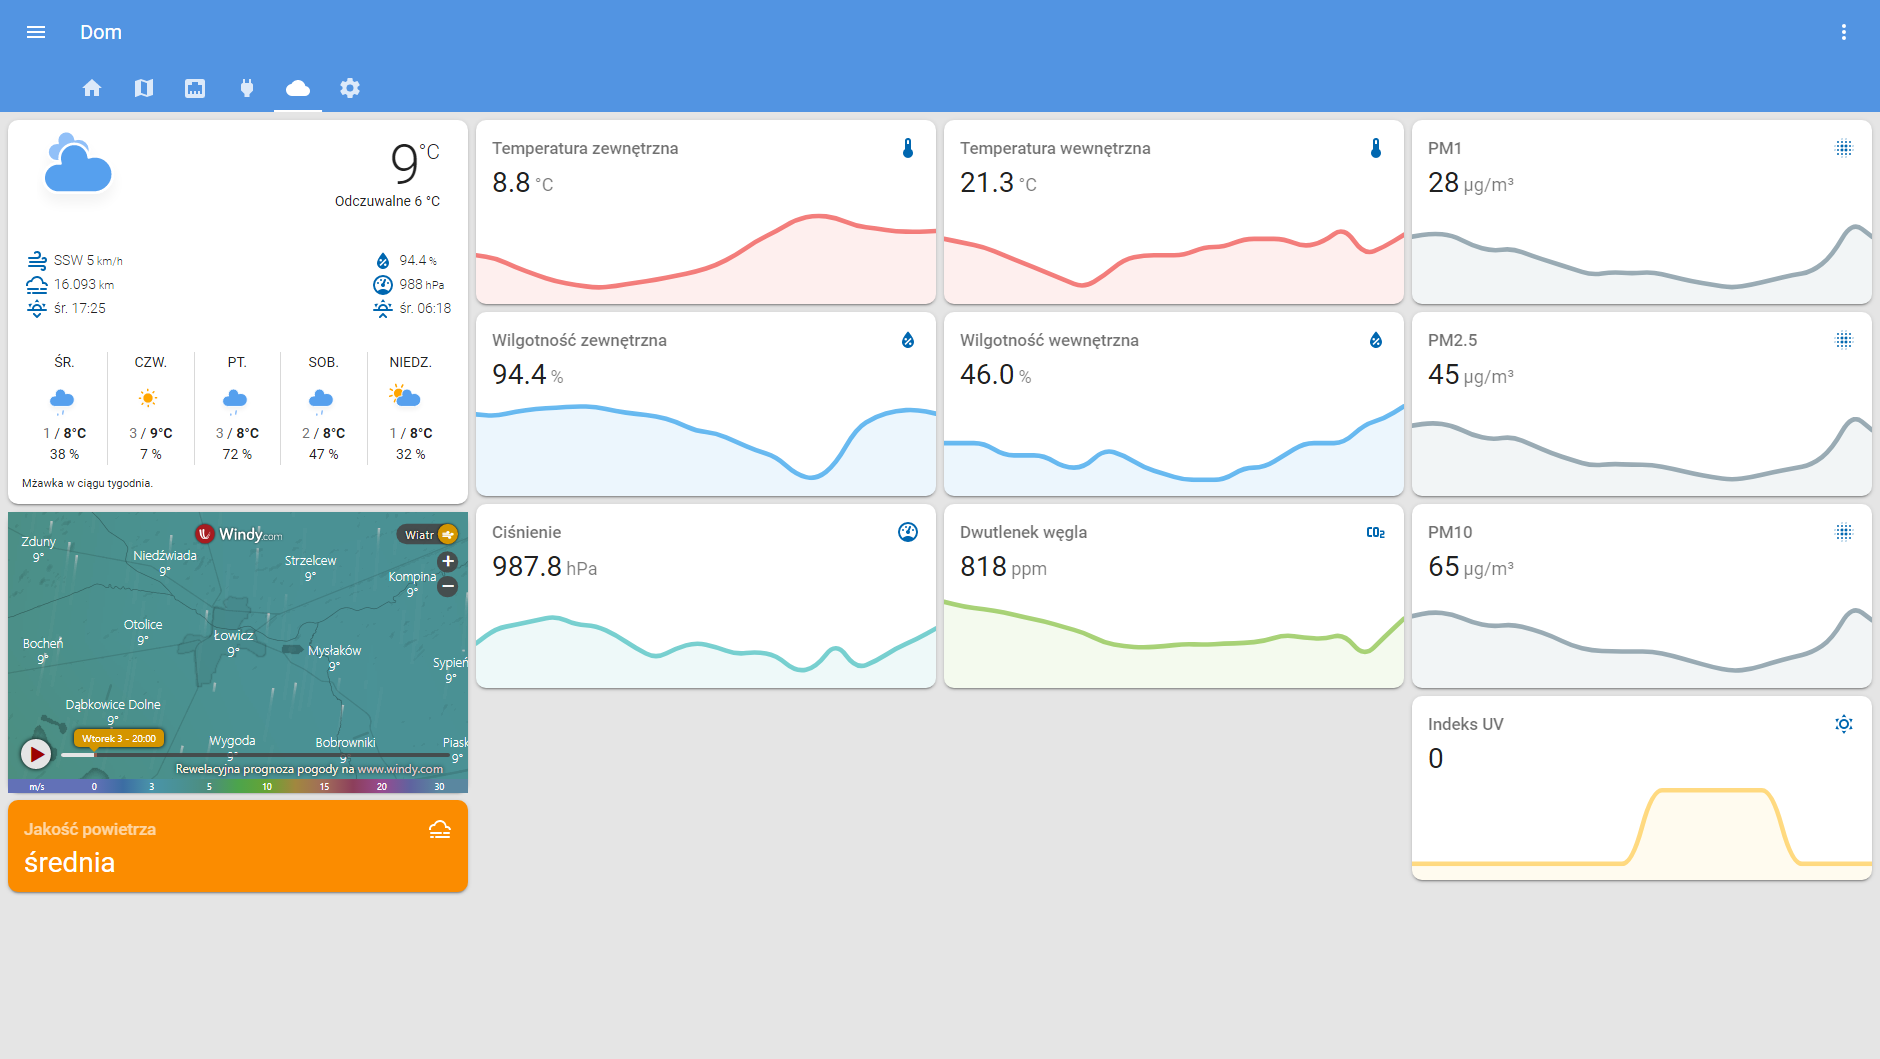 Dom
9 °C
Odczuwalne 6 °C
SSW 5 km/h
94.4 %
16.093 km
988 hPa
śr. 17:25
śr. 06:18
ŚR. CZW. PT. SOB. NIEDZ.
1 / 8°C 3 / 9°C 3 / 8°C 2 / 8°C 1 / 8°C
38 % 7 % 72 % 47 % 32 %
Mżawka w ciągu tygodnia.
Windy.com
Wiatr
Zduny
9°
Niedźwiada
9°
Strzelcew
9°
Kompina
9°
+
−
Otolice
9°
Łowicz
9°
Bocheń
9°
Mysłaków
9°
Sypień
9°
Dąbkowice Dolne
9°
Wtorek 3 - 20:00
Wygoda
9°
Bobrowniki
9
Piask
9°
Rewelacyjna prognoza pogody na www.windy.com
m/s 0 3 5 10 15 20 30
Jakość powietrza
średnia
Temperatura zewnętrzna
8.8 °C
Wilgotność zewnętrzna
94.4 %
Ciśnienie
987.8 hPa
Temperatura wewnętrzna
21.3 °C
Wilgotność wewnętrzna
46.0 %
Dwutlenek węgla
CO2
818 ppm
PM1
28 µg/m³
PM2.5
45 µg/m³
PM10
65 µg/m³
Indeks UV
0